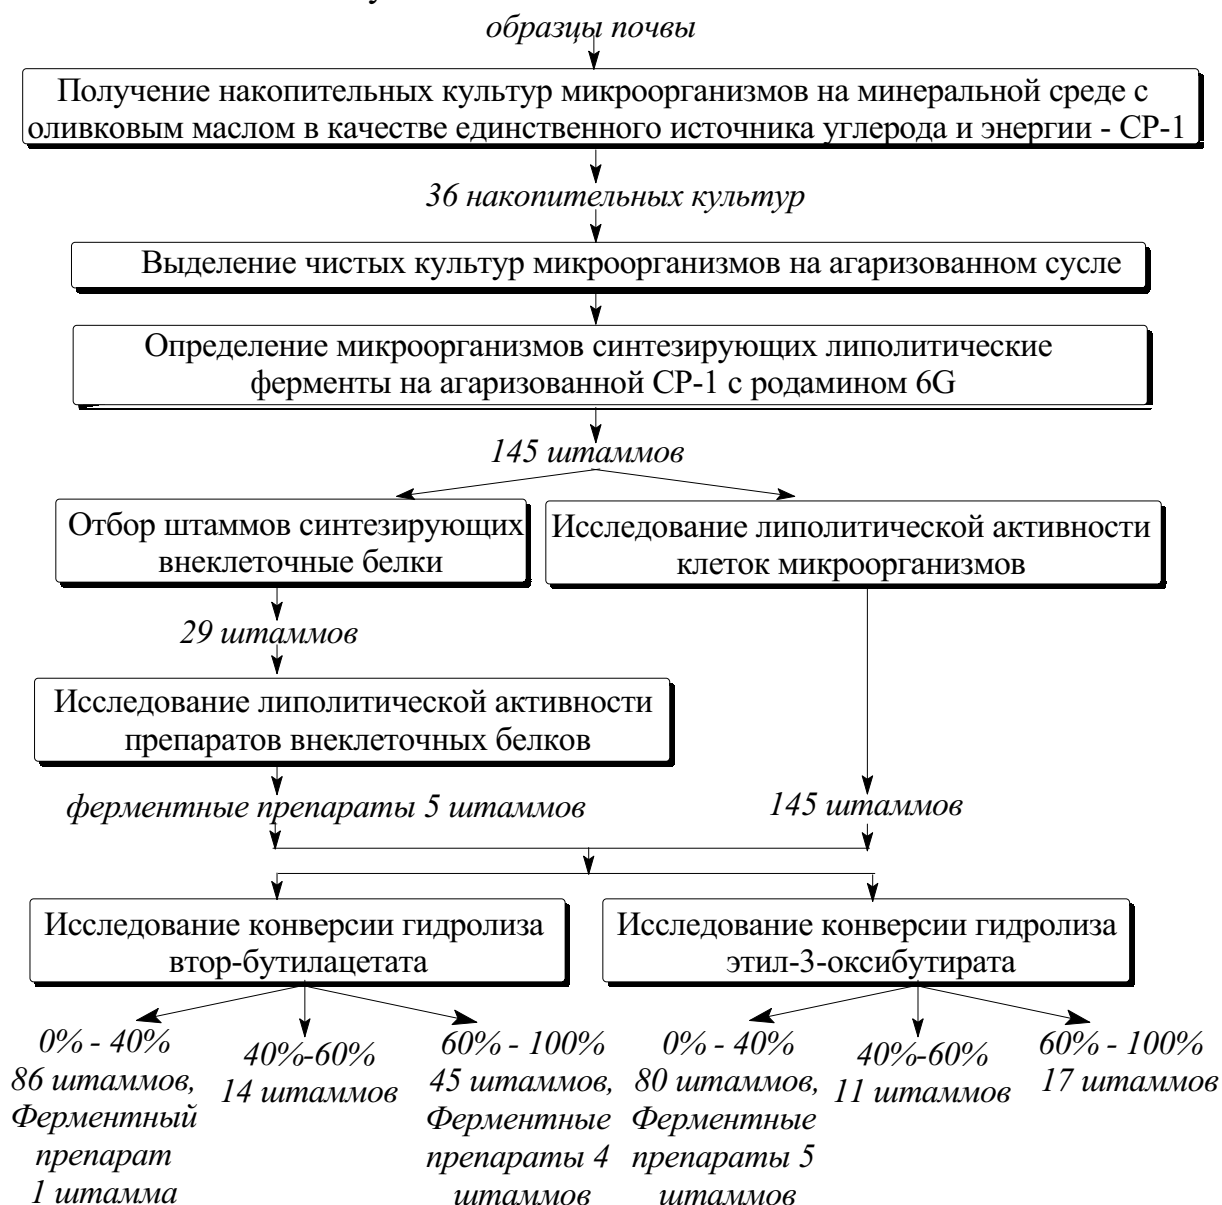 образцы почвы
Получение накопительных культур микроорганизмов на минеральной среде с
оливковым маслом в качестве единственного источника углерода и энергии - СР-1
36 накопительных культур
Выделение чистых культур микроорганизмов на агаризованном сусле
Определение микроорганизмов синтезирующих липолитические
ферменты на агаризованной СР-1 с родамином 6G
145 штаммов
Отбор штаммов синтезирующих
внеклеточные белки
Исследование липолитической активности
клеток микроорганизмов
29 штаммов
Исследование липолитической активности
препаратов внеклеточных белков
ферментные препараты 5 штаммов
145 штаммов
Исследование конверсии гидролиза
втор-бутилацетата
Исследование конверсии гидролиза
этил-3-оксибутирата
0% - 40%
86 штаммов,
Ферментный
препарат
1 штамма
40%-60%
14 штаммов
60% - 100%
45 штаммов,
Ферментные
препараты 4
штаммов
0% - 40%
80 штаммов,
Ферментные
препараты 5
штаммов
40%-60%
11 штаммов
60% - 100%
17 штаммов